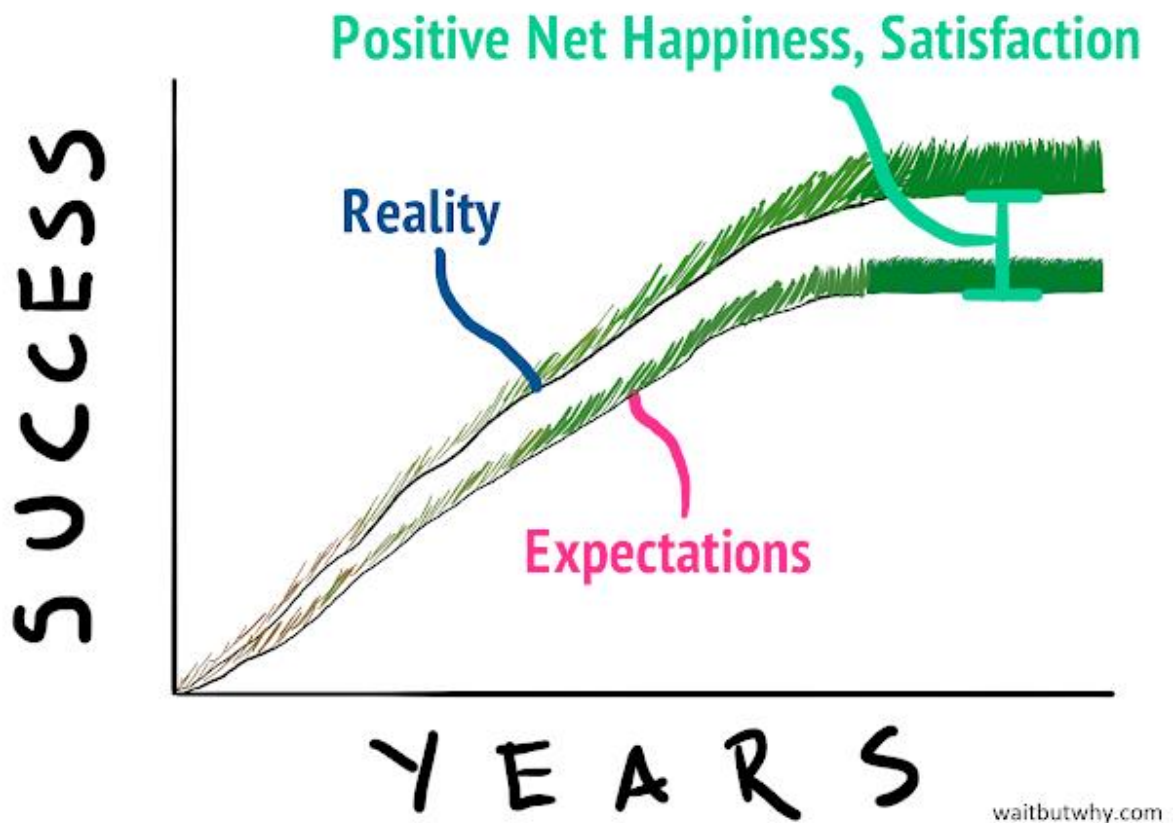 Positive Net Happiness, Satisfaction
SUCCESS
Reality
Expectations
YEARS
waitbutwhy.com